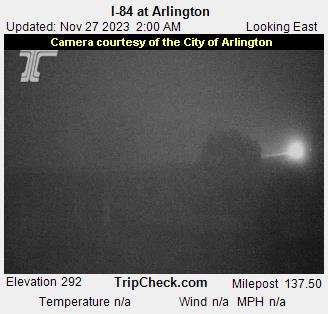 I-84 at Arlington
Updated: Nov 27 2023 2:00 AM Looking East
Camera courtesy of the City of Arlington
Elevation 292 TripCheck.com Milepost 137.50
Temperature n/a Wind n/a MPH n/a